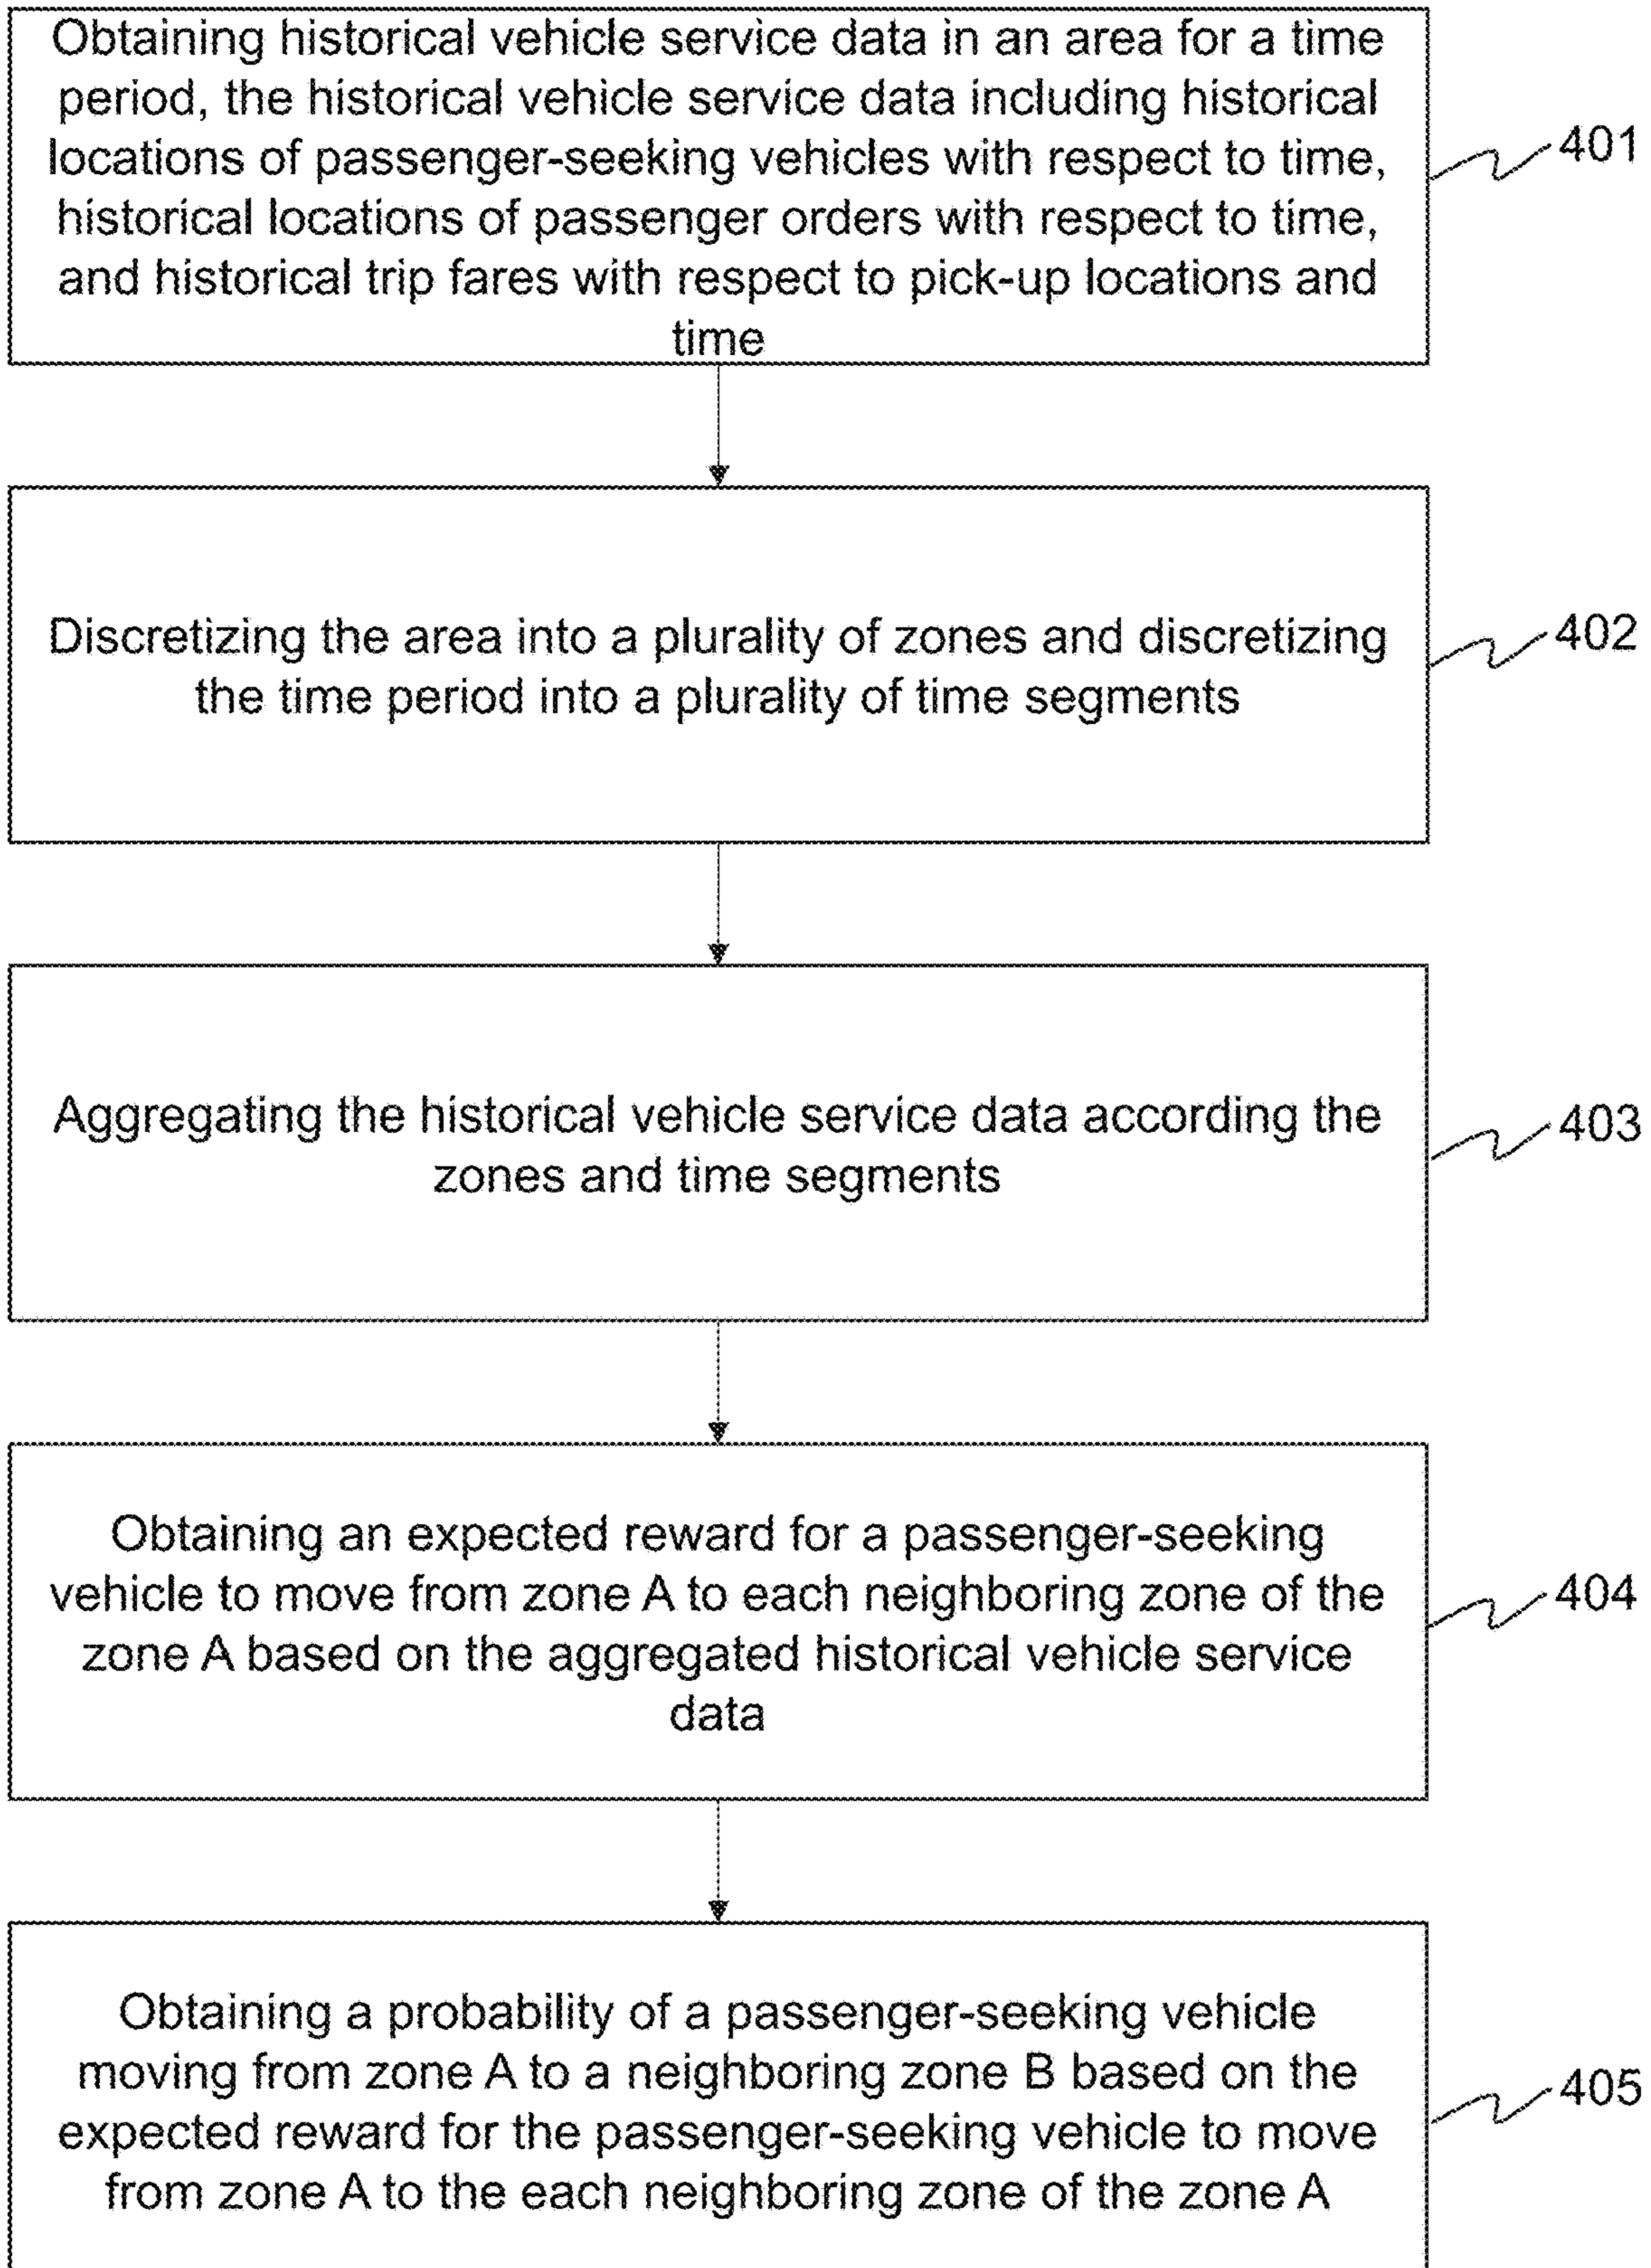 Obtaining historical vehicle service data in an area for a time
period, the historical vehicle service data including historical
locations of passenger-seeking vehicles with respect to time,
historical locations of passenger orders with respect to time,
and historical trip fares with respect to pick-up locations and
time
401
Discretizing the area into a plurality of zones and discretizing
the time period into a plurality of time segments
402
Aggregating the historical vehicle service data according the
zones and time segments
403
Obtaining an expected reward for a passenger-seeking
vehicle to move from zone A to each neighboring zone of the
zone A based on the aggregated historical vehicle service
data
404
Obtaining a probability of a passenger-seeking vehicle
moving from zone A to a neighboring zone B based on the
expected reward for the passenger-seeking vehicle to move
from zone A to the each neighboring zone of the zone A
405